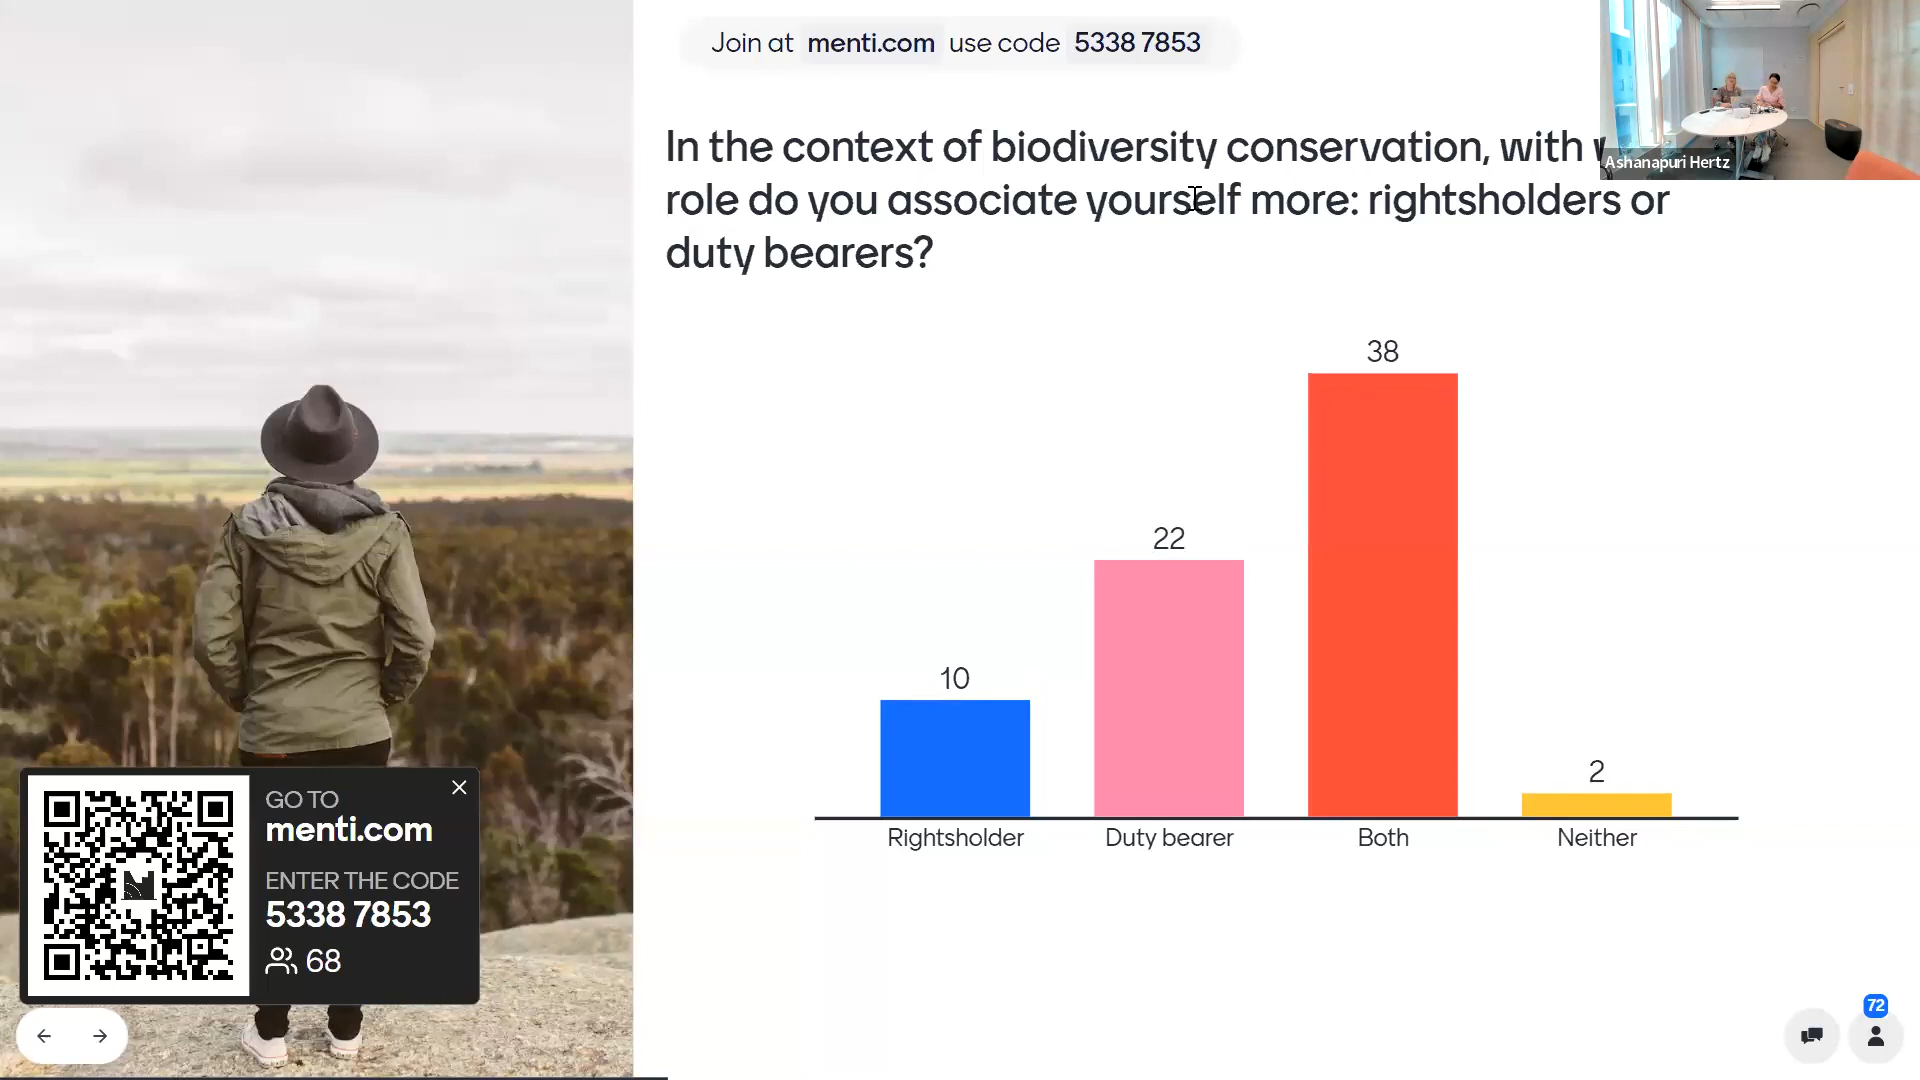 Join at menti.com use code 5338 7853
In the context of biodiversity conservation, with
role do you associate yourself more: rightsholders or
duty bearers?
Ashanapuri Hertz
38
22
10
2
Rightsholder Duty bearer Both Neither
GO TO
menti.com
ENTER THE CODE
5338 7853
68
72